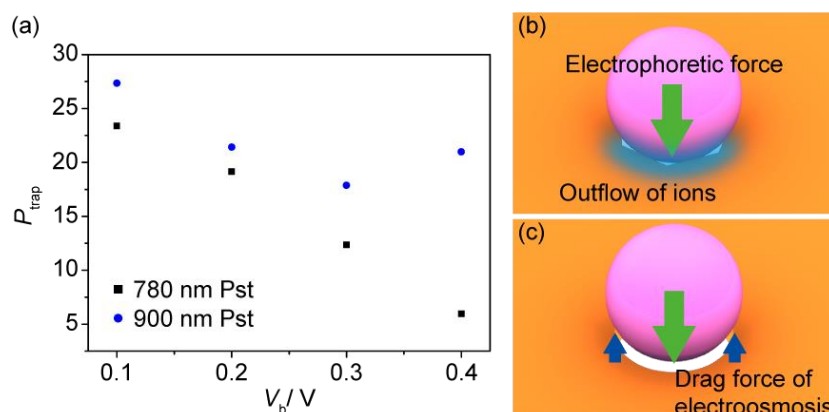 (a)
30
25
20
15
10
5
P_trap
780 nm Pst
900 nm Pst
0.1 0.2 0.3 0.4
V_b / V
(b)
Electrophoretic force
Outflow of ions
(c)
Drag force of
electroosmosis